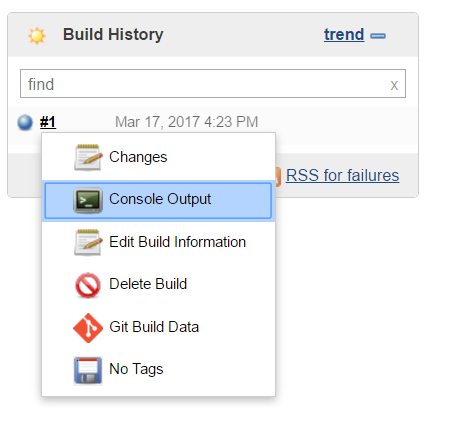 Build History trend
find x
#1 Mar 17, 2017 4:23 PM
Changes
RSS for failures
Console Output
Edit Build Information
Delete Build
Git Build Data
No Tags